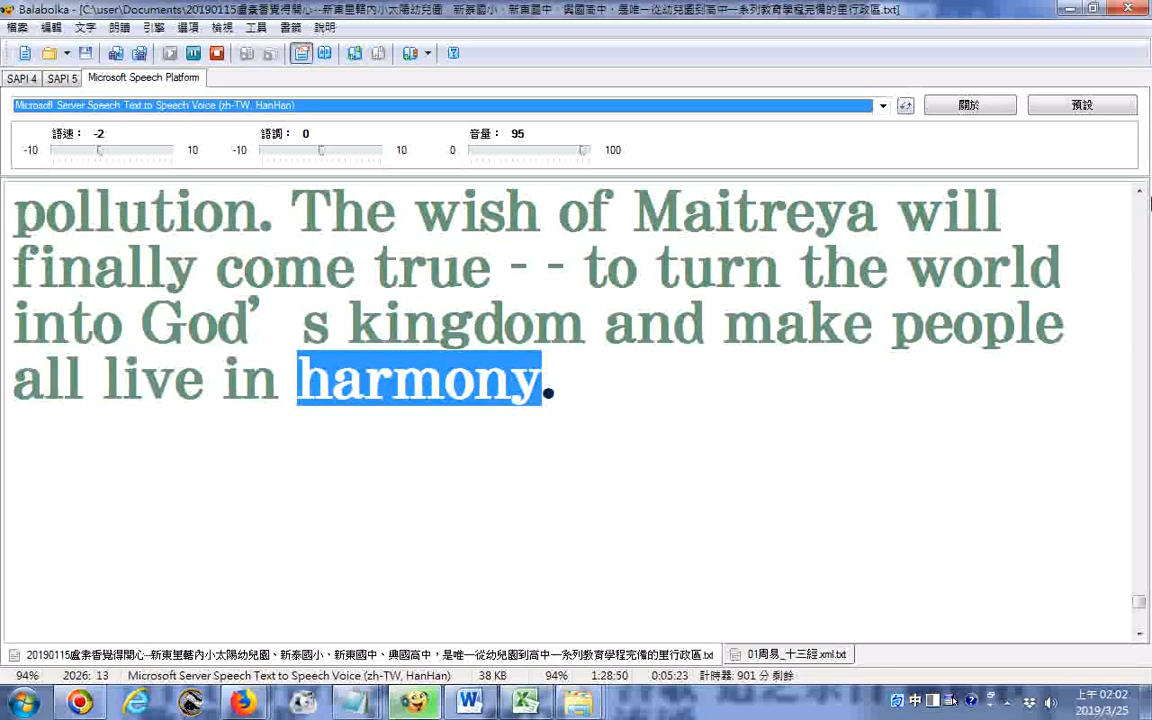 Balabolka - [C:\user\Documents\20190115盧素香覺得開心--新東里轄內小太陽幼兒園、新泰國小、新東國中、興國高中，是唯一從幼兒園到高中一系列教育學程完備的里行政區.txt]
檔案 編輯 文字 朗讀 引擎 選項 檢視 工具 書籤 說明
SAPI 4 SAPI 5 Microsoft Speech Platform
Microsoft Server Speech Text to Speech Voice (zh-TW, HanHan) 關於 預設
語速： -2 語調： 0 音量： 95
-10 10 -10 10 0 100
pollution. The wish of Maitreya will
finally come true - - to turn the world
into God’s kingdom and make people
all live in harmony.
20190115盧素香覺得開心--新東里轄內小太陽幼兒園、新泰國小、新東國中、興國高中，是唯一從幼兒園到高中一系列教育學程完備的里行政區.txt 01周易_十三經.xml.txt
94% 2026: 13 Microsoft Server Speech Text to Speech Voice (zh-TW, HanHan) 38 KB 94% 1:28:50 0:05:23 計時器: 901 分 剩餘
中 上午 02:02
2019/3/25